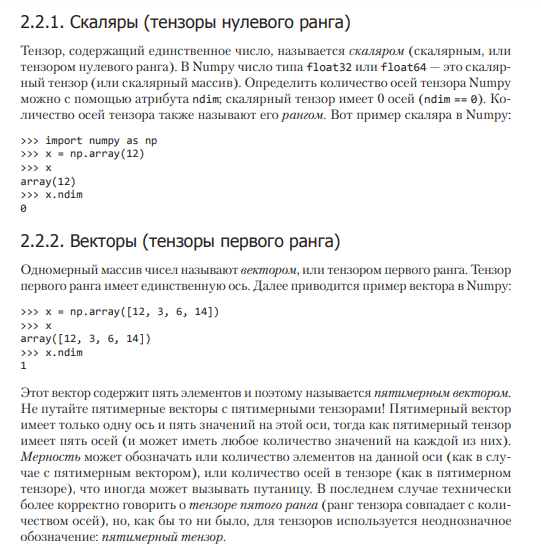 2.2.1. Скаляры (тензоры нулевого ранга)
Тензор, содержащий единственное число, называется скаляром (скалярным, или
тензором нулевого ранга). В Numpy число типа float32 или float64 — это скаляр-
ный тензор (или скалярный массив). Определить количество осей тензора Numpy
можно с помощью атрибута ndim; скалярный тензор имеет 0 осей (ndim == 0). Ко-
личество осей тензора также называют его рангом. Вот пример скаляра в Numpy:
>>> import numpy as np
>>> x = np.array(12)
>>> x
array(12)
>>> x.ndim
0
2.2.2. Векторы (тензоры первого ранга)
Одномерный массив чисел называют вектором, или тензором первого ранга. Тензор
первого ранга имеет единственную ось. Далее приводится пример вектора в Numpy:
>>> x = np.array([12, 3, 6, 14])
>>> x
array([12, 3, 6, 14])
>>> x.ndim
1
Этот вектор содержит пять элементов и поэтому называется пятимерным вектором.
Не путайте пятимерные векторы с пятимерными тензорами! Пятимерный вектор
имеет только одну ось и пять значений на этой оси, тогда как пятимерный тензор
имеет пять осей (и может иметь любое количество значений на каждой из них).
Мерность может обозначать или количество элементов на данной оси (как в слу-
чае с пятимерным вектором), или количество осей в тензоре (как в пятимерном
тензоре), что иногда может вызывать путаницу. В последнем случае технически
более корректно говорить о тензоре пятого ранга (ранг тензора совпадает с коли-
чеством осей), но, как бы то ни было, для тензоров используется неоднозначное
обозначение: пятимерный тензор.